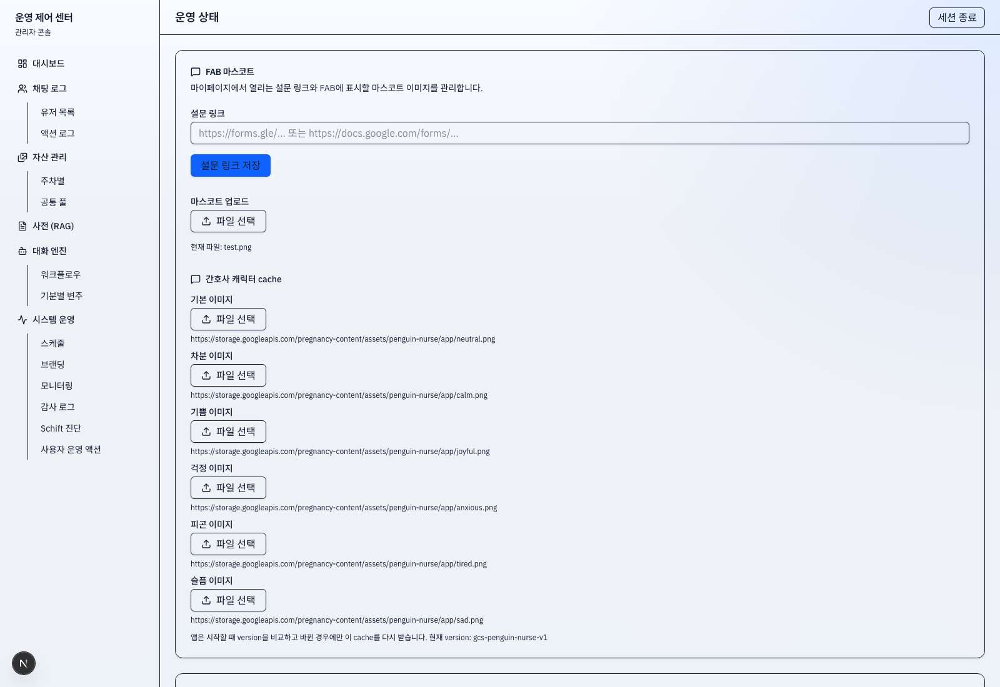 운영 제어 센터
관리자 콘솔
대시보드
채팅 로그
유저 목록
액션 로그
자산 관리
주차별
공통 풀
사전 (RAG)
대화 엔진
워크플로우
기분별 변주
시스템 운영
스케줄
브랜딩
모니터링
감사 로그
Schift 진단
사용자 운영 액션
N
운영 상태
세션 종료
FAB 마스코트
마이페이지에서 열리는 설문 링크와 FAB에 표시할 마스코트 이미지를 관리합니다.
설문 링크
https://forms.gle/... 또는 https://docs.google.com/forms/...
설문 링크 저장
마스코트 업로드
파일 선택
현재 파일: test.png
간호사 캐릭터 cache
기본 이미지
파일 선택
https://storage.googleapis.com/pregnancy-content/assets/penguin-nurse/app/neutral.png
차분 이미지
파일 선택
https://storage.googleapis.com/pregnancy-content/assets/penguin-nurse/app/calm.png
기쁨 이미지
파일 선택
https://storage.googleapis.com/pregnancy-content/assets/penguin-nurse/app/joyful.png
걱정 이미지
파일 선택
https://storage.googleapis.com/pregnancy-content/assets/penguin-nurse/app/anxious.png
피곤 이미지
파일 선택
https://storage.googleapis.com/pregnancy-content/assets/penguin-nurse/app/tired.png
슬픔 이미지
파일 선택
https://storage.googleapis.com/pregnancy-content/assets/penguin-nurse/app/sad.png
앱은 시작할 때 version을 비교하고 바뀐 경우에만 이 cache를 다시 받습니다. 현재 version: gcs-penguin-nurse-v1